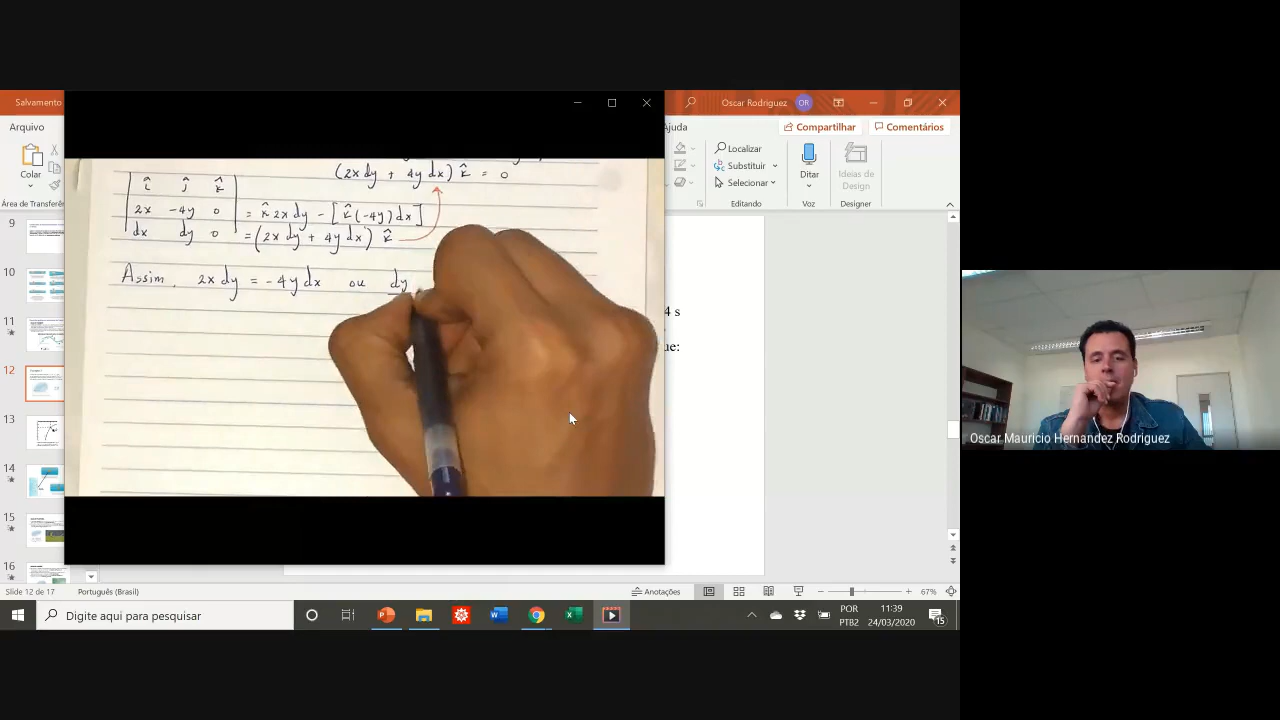 Salvamento
Oscar Rodriguez
OR
Arquivo
Ajuda
Compartilhar
Comentários
Colar
Localizar
Substituir
Selecionar
Ditar
Ideias de
Design
Área de Transferê
Editando
Voz
Designer
(2x dy + 4y dx) k̂ = 0
î ĵ k̂
2x -4y 0 = k̂ 2x dy - [k̂ (-4y) dx]
dx dy 0 = (2x dy + 4y dx) k̂
Assim, 2x dy = -4y dx ou dy
4 s
ue:
9
10
11
12
13
14
15
16
Oscar Mauricio Hernandez Rodriguez
Slide 12 de 17
Português (Brasil)
Anotações
67%
Digite aqui para pesquisar
POR
PTB2
11:39
24/03/2020
15